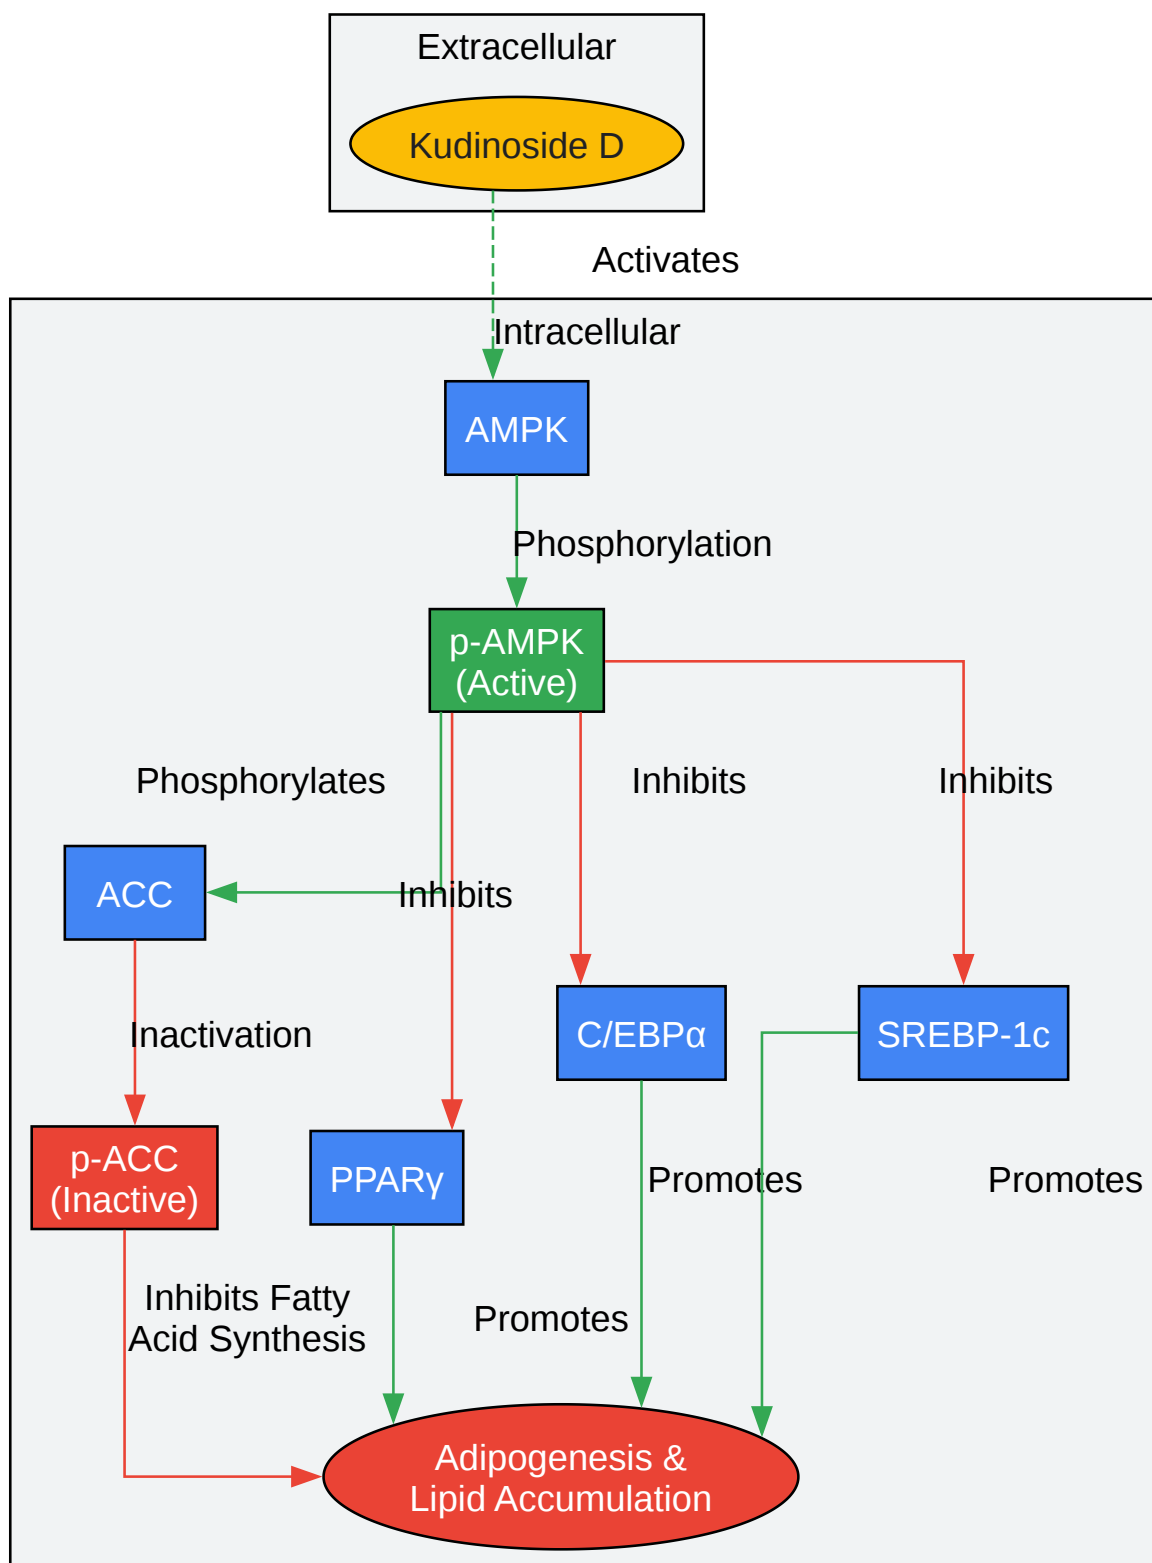 Extracellular
Kudinoside D
Activates
Intracellular
AMPK
Phosphorylation
p-AMPK
(Active)
Phosphorylates
Inhibits
Inhibits
ACC
Inhibits
Inactivation
C/EBPα
SREBP-1c
p-ACC
(Inactive)
PPARγ
Promotes
Promotes
Inhibits Fatty
Acid Synthesis
Promotes
Adipogenesis &
Lipid Accumulation